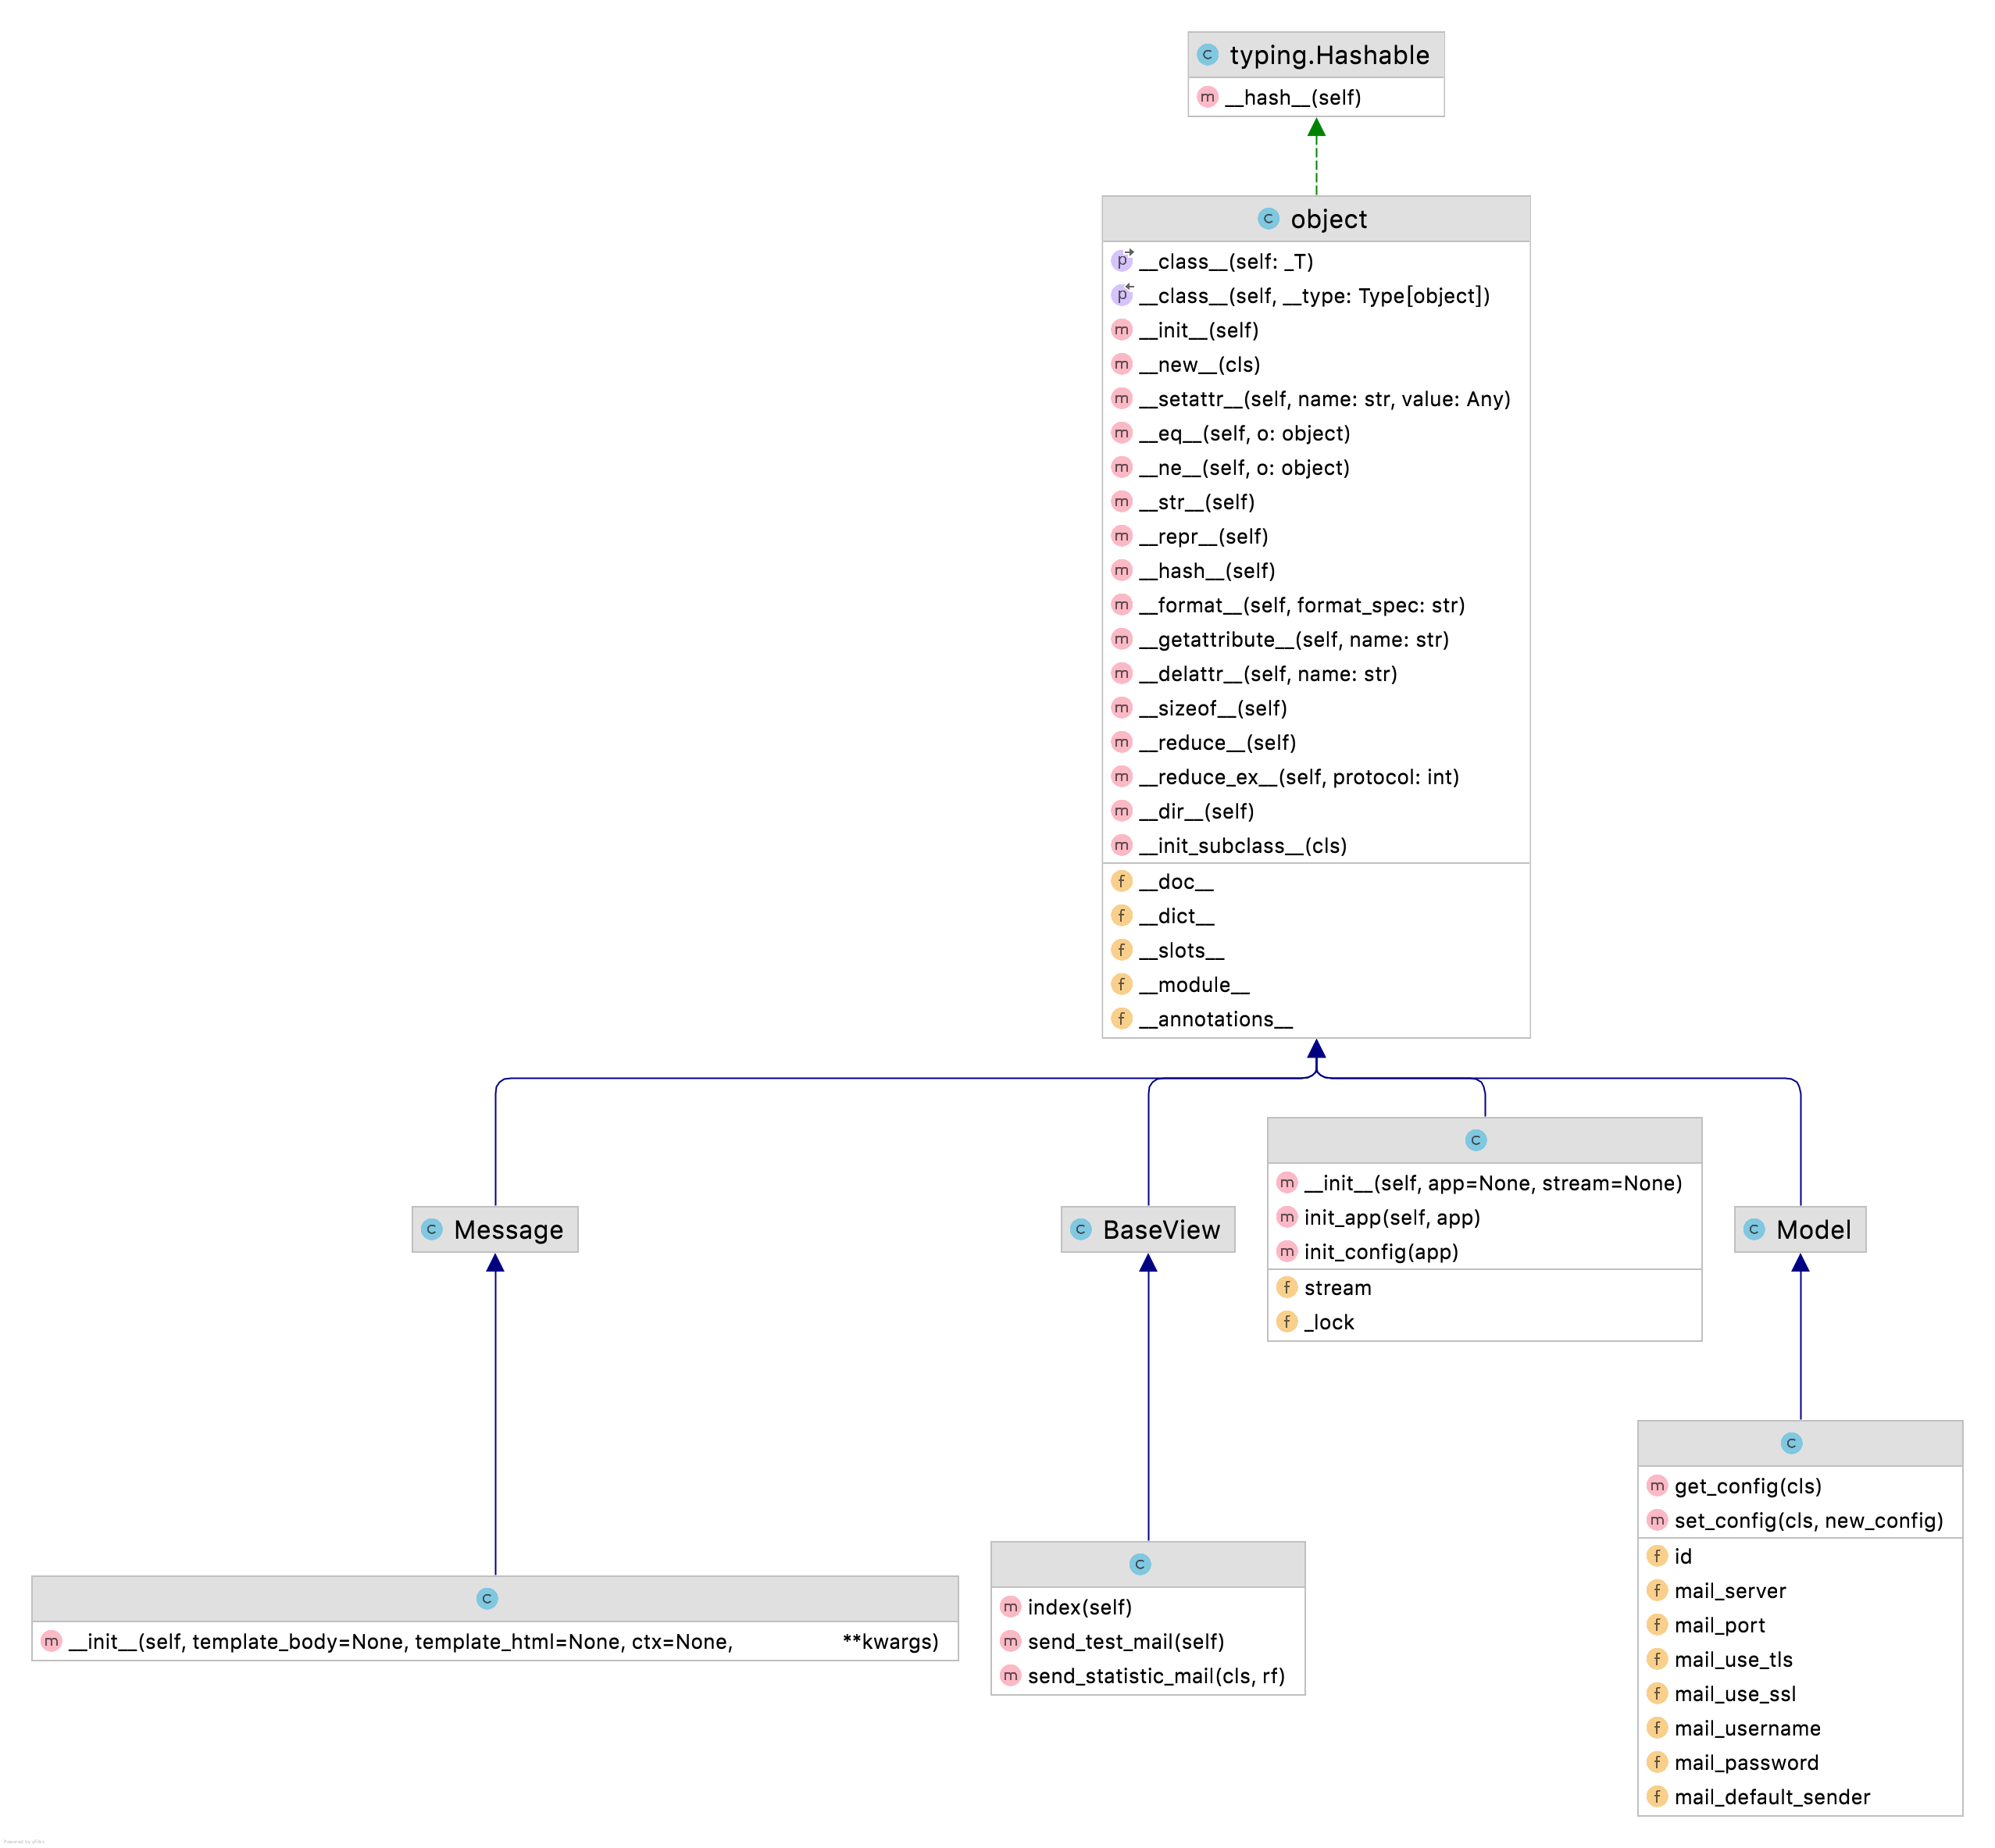 typing.Hashable
__hash__(self)
object
__class__(self: _T)
__class__(self, __type: Type[object])
__init__(self)
__new__(cls)
__setattr__(self, name: str, value: Any)
__eq__(self, o: object)
__ne__(self, o: object)
__str__(self)
__repr__(self)
__hash__(self)
__format__(self, format_spec: str)
__getattribute__(self, name: str)
__delattr__(self, name: str)
__sizeof__(self)
__reduce__(self)
__reduce_ex__(self, protocol: int)
__dir__(self)
__init_subclass__(cls)
__doc__
__dict__
__slots__
__module__
__annotations__
Message
BaseView
__init__(self, app=None, stream=None)
init_app(self, app)
init_config(app)
stream
_lock
Model
__init__(self, template_body=None, template_html=None, ctx=None, **kwargs)
index(self)
send_test_mail(self)
send_statistic_mail(cls, rf)
get_config(cls)
set_config(cls, new_config)
id
mail_server
mail_port
mail_use_tls
mail_use_ssl
mail_username
mail_password
mail_default_sender
Powered by yFiles